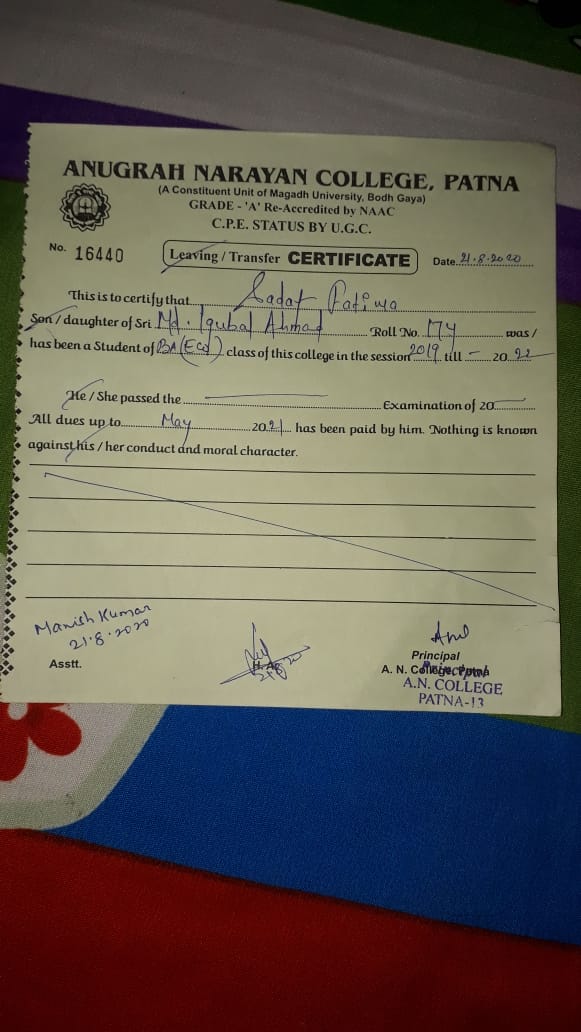 ANUGRAH NARAYAN COLLEGE, PATNA
(A Constituent Unit of Magadh University, Bodh Gaya)
GRADE - 'A' Re-Accredited by NAAC
C.P.E. STATUS BY U.G.C.
No. 16440 Leaving / Transfer CERTIFICATE Date. 21.8.2020
This is to certify that Sadaf Fatima
Son / daughter of Sri Md. Iqubal Ahmad Roll No. 174 was /
has been a Student of BA(Eco) class of this college in the session 2019 till – 2022
He / She passed the Examination of 20
All dues up to May 2021 has been paid by him. Nothing is known
against his / her conduct and moral character.
Manish Kumar
21.8.2020
Asstt. H. A.
Principal
A. N. College, Patna
Principal
A.N. COLLEGE
PATNA-13